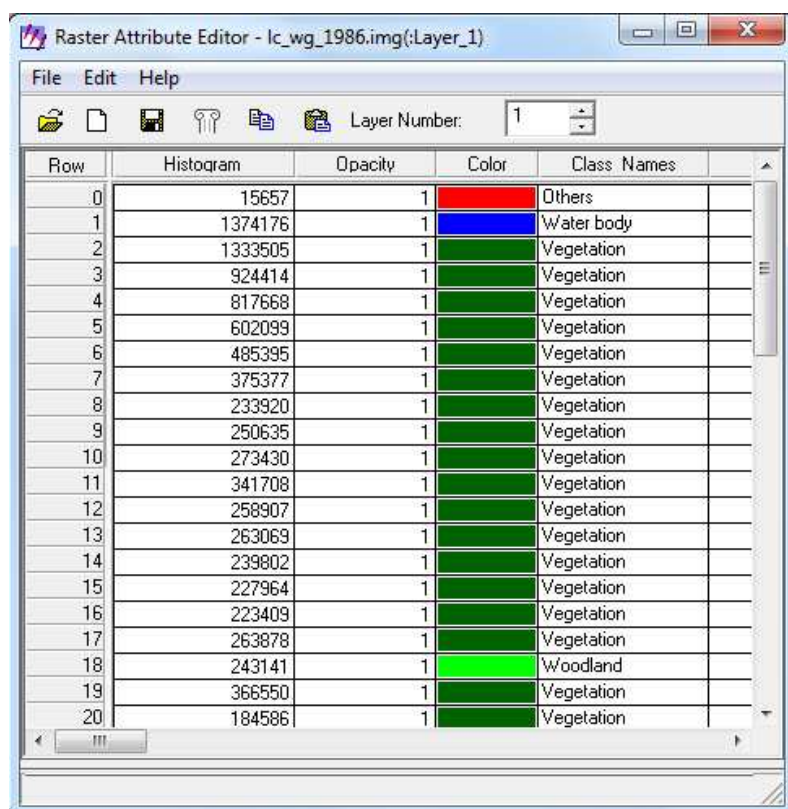 Raster Attribute Editor - lc_wg_1986.img(:Layer_1)
File Edit Help
Layer Number: 1
Row Histogram Opacity Color Class Names
0 15657 1 Others
1 1374176 1 Water body
2 1333505 1 Vegetation
3 924414 1 Vegetation
4 817668 1 Vegetation
5 602099 1 Vegetation
6 485395 1 Vegetation
7 375377 1 Vegetation
8 233920 1 Vegetation
9 250635 1 Vegetation
10 273430 1 Vegetation
11 341708 1 Vegetation
12 258907 1 Vegetation
13 263069 1 Vegetation
14 239802 1 Vegetation
15 227964 1 Vegetation
16 223409 1 Vegetation
17 263878 1 Vegetation
18 243141 1 Woodland
19 366550 1 Vegetation
20 184586 1 Vegetation